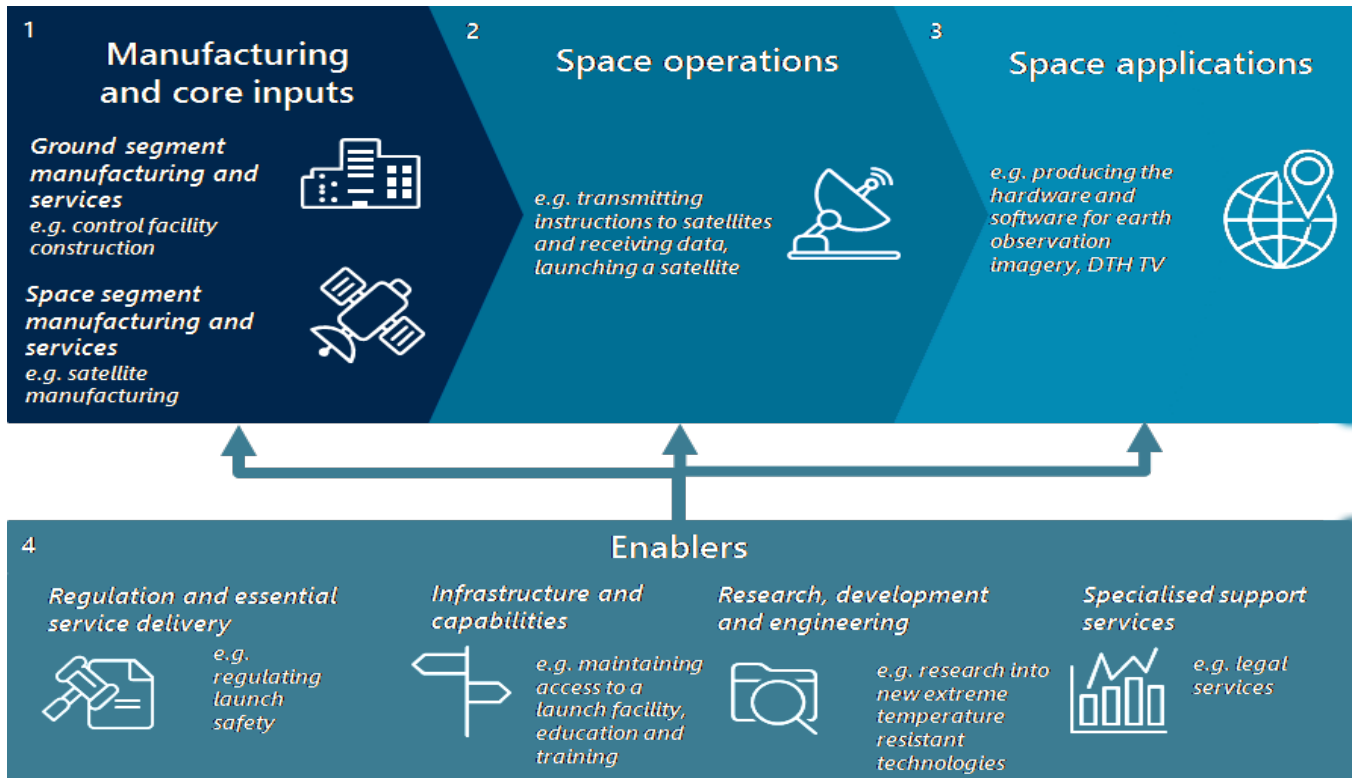 1
Manufacturing
and core inputs
Ground segment
manufacturing and
services
e.g. control facility
construction
Space segment
manufacturing and
services
e.g. satellite
manufacturing
2
Space operations
e.g. transmitting
instructions to satellites
and receiving data,
launching a satellite
3
Space applications
e.g. producing the
hardware and
software for earth
observation
imagery, DTH TV
4
Enablers
Regulation and essential
service delivery
e.g.
regulating
launch
safety
Infrastructure and
capabilities
e.g. maintaining
access to a
launch facility,
education and
training
Research, development
and engineering
e.g. research into
new extreme
temperature
resistant
technologies
Specialised support
services
e.g. legal
services